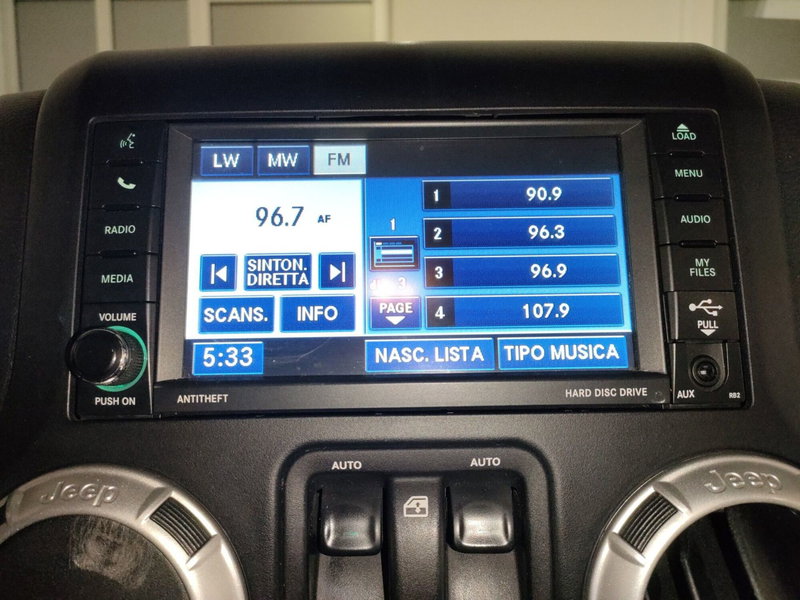 LW MW FM
LOAD
MENU
RADIO
AUDIO
MEDIA
MY
FILES
96.7 AF
SINTON.
DIRETTA
SCANS. INFO
1
3
PAGE
1 90.9
2 96.3
3 96.9
4 107.9
5:33 NASC. LISTA TIPO MUSICA
VOLUME
PUSH ON
PULL
AUX
RB2
ANTITHEFT
HARD DISC DRIVE
AUTO AUTO
Jeep Jeep